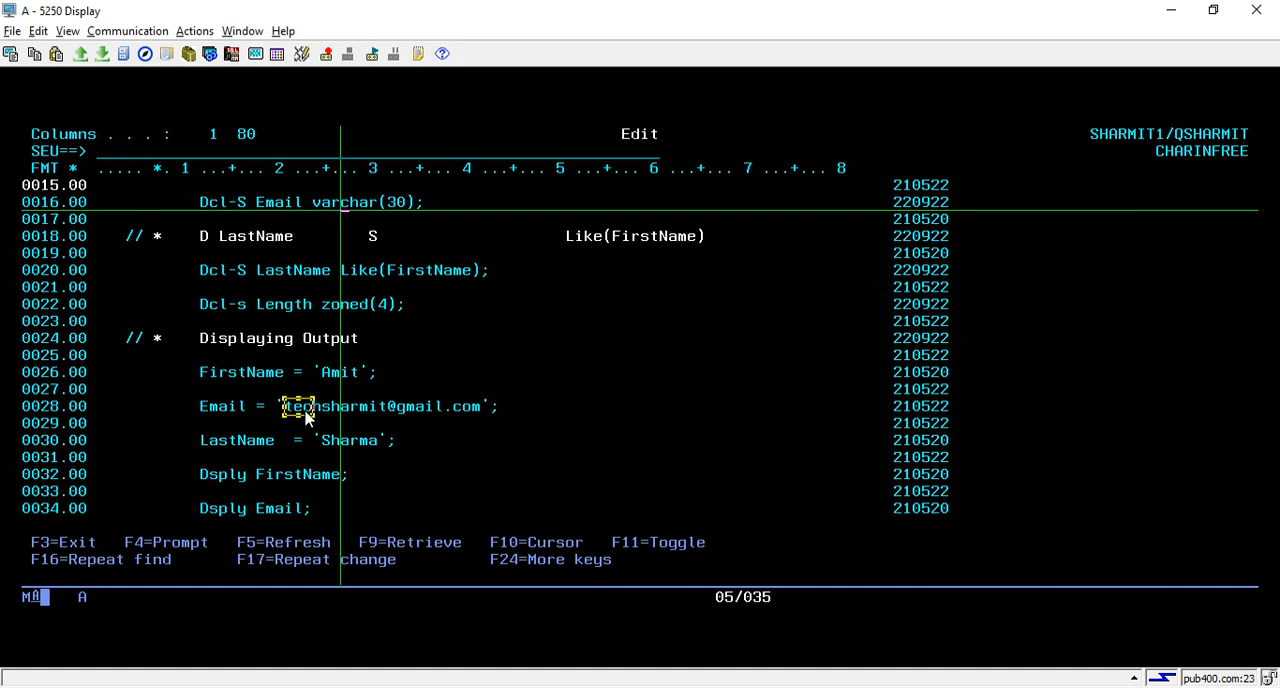 A - 5250 Display
File Edit View Communication Actions Window Help
Columns . . . : 1 80 Edit SHARMIT1/QSHARMIT
SEU==> CHARINFREE
FMT * ..... *. 1 ...+... 2 ...+... 3 ...+... 4 ...+... 5 ...+... 6 ...+... 7 ...+... 8
0015.00 210522
0016.00 Dcl-S Email varchar(30); 220922
0017.00 210520
0018.00 // * D LastName S Like(FirstName) 220922
0019.00 210520
0020.00 Dcl-S LastName Like(FirstName); 220922
0021.00 210522
0022.00 Dcl-s Length zoned(4); 220922
0023.00 210522
0024.00 // * Displaying Output 220922
0025.00 210522
0026.00 FirstName = 'Amit'; 210520
0027.00 210522
0028.00 Email = 'techsharmit@gmail.com'; 210522
0029.00 210522
0030.00 LastName = 'Sharma'; 210520
0031.00 210522
0032.00 Dsply FirstName; 210520
0033.00 210522
0034.00 Dsply Email; 210520
F3=Exit F4=Prompt F5=Refresh F9=Retrieve F10=Cursor F11=Toggle
F16=Repeat find F17=Repeat change F24=More keys
MA A 05/035
pub400.com:23